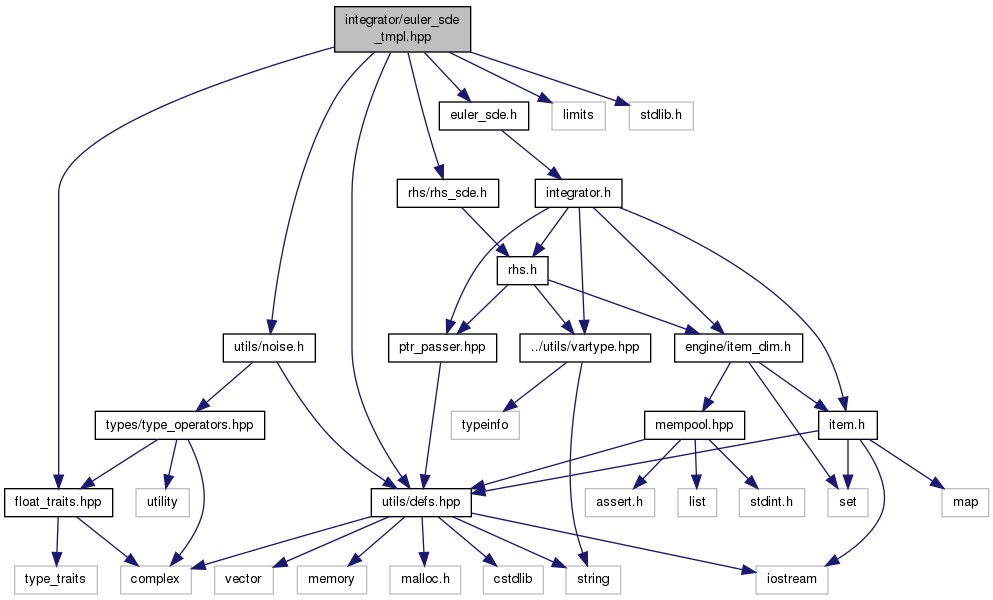 integrator/euler_sde
_tmpl.hpp
euler_sde.h
limits
stdlib.h
rhs/rhs_sde.h
integrator.h
rhs.h
utils/noise.h
ptr_passer.hpp
../utils/vartype.hpp
engine/item_dim.h
types/type_operators.hpp
typeinfo
mempool.hpp
item.h
float_traits.hpp
utility
utils/defs.hpp
assert.h
list
stdint.h
set
map
type_traits
complex
vector
memory
malloc.h
cstdlib
string
iostream